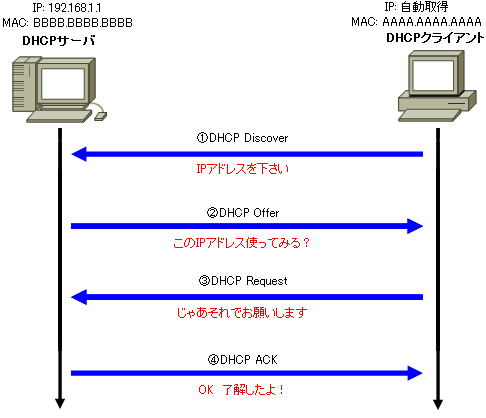 IP: 192.168.1.1
MAC: BBBB.BBBB.BBBB
DHCPサーバ
IP: 自動取得
MAC: AAAA.AAAA.AAAA
DHCPクライアント
①DHCP Discover
IPアドレスを下さい
②DHCP Offer
このIPアドレス使ってみる？
③DHCP Request
じゃあそれでお願いします
④DHCP ACK
OK 了解したよ！